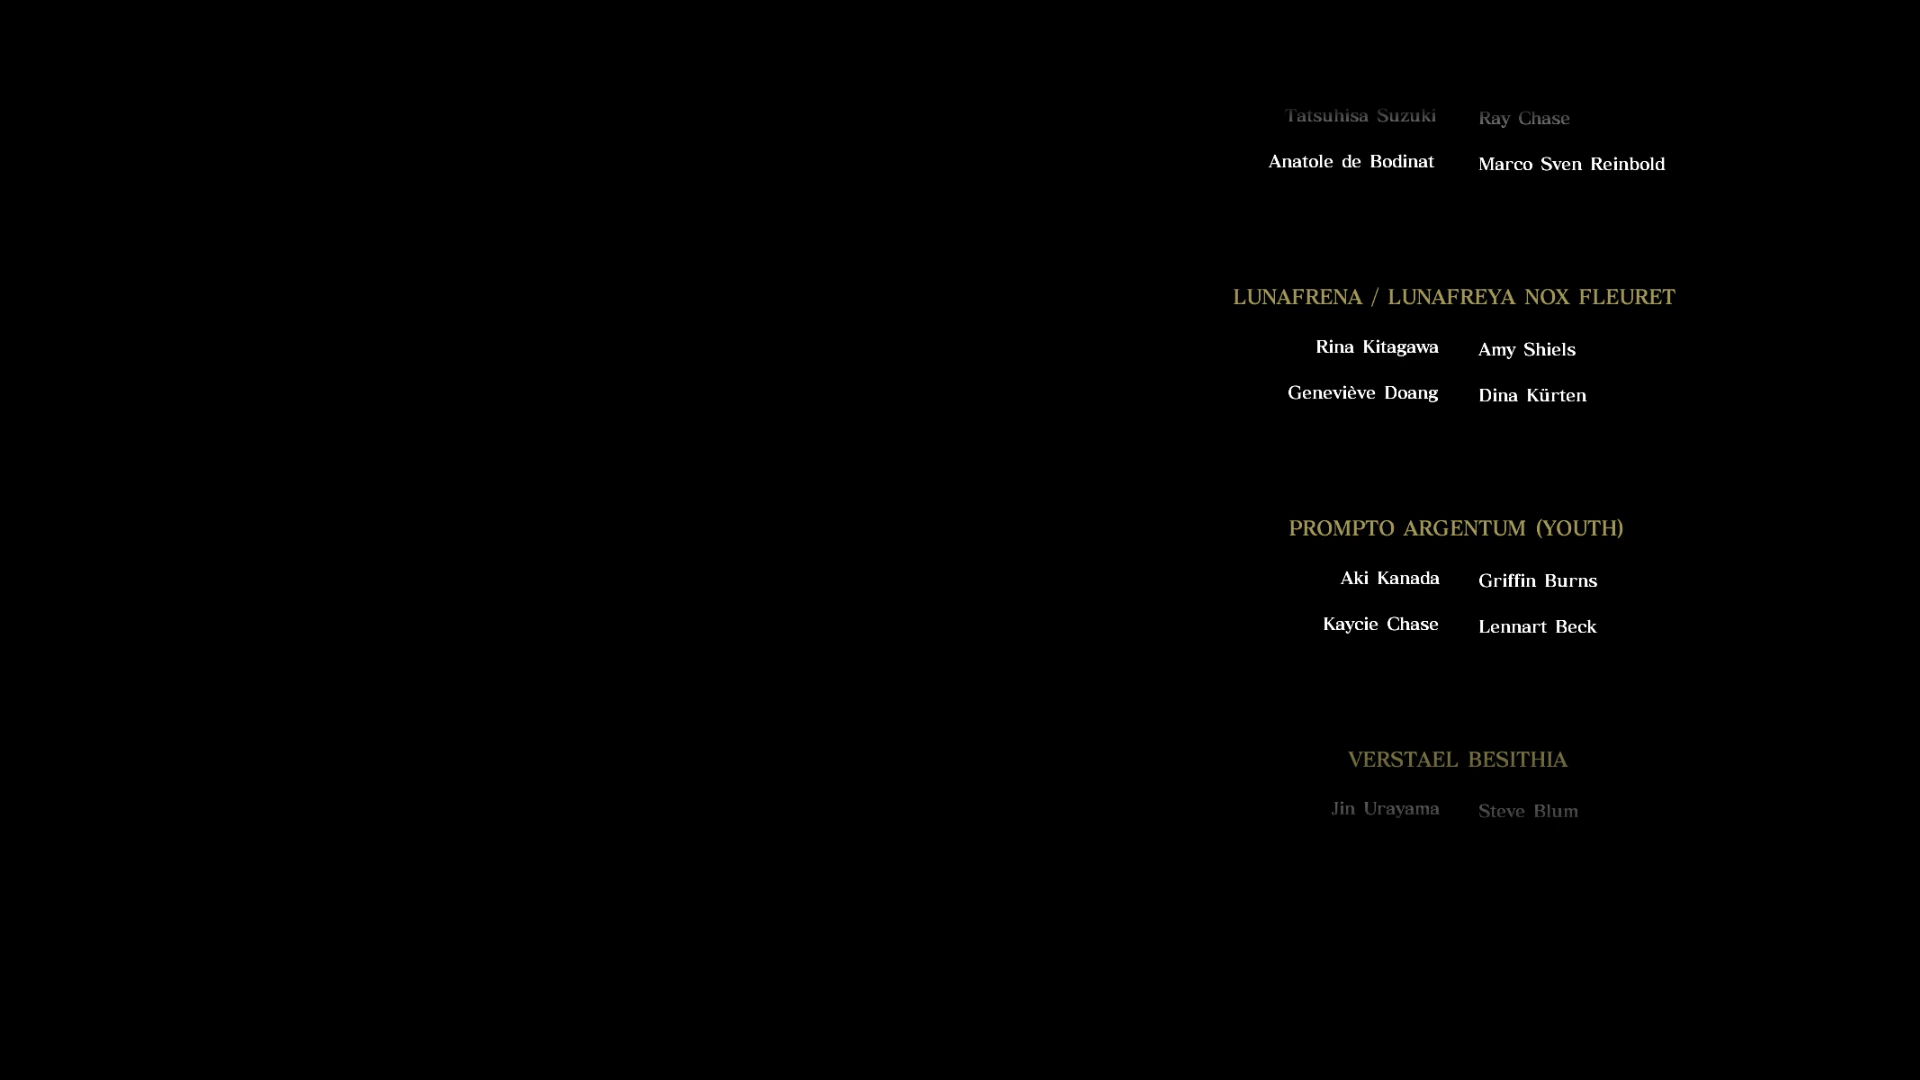 Tatsuhisa Suzuki Ray Chase
Anatole de Bodinat Marco Sven Reinbold
LUNAFRENA / LUNAFREYA NOX FLEURET
Rina Kitagawa Amy Shiels
Geneviève Doang Dina Kürten
PROMPTO ARGENTUM (YOUTH)
Aki Kanada Griffin Burns
Kaycie Chase Lennart Beck
VERSTAEL BESITHIA
Jin Urayama Steve Blum